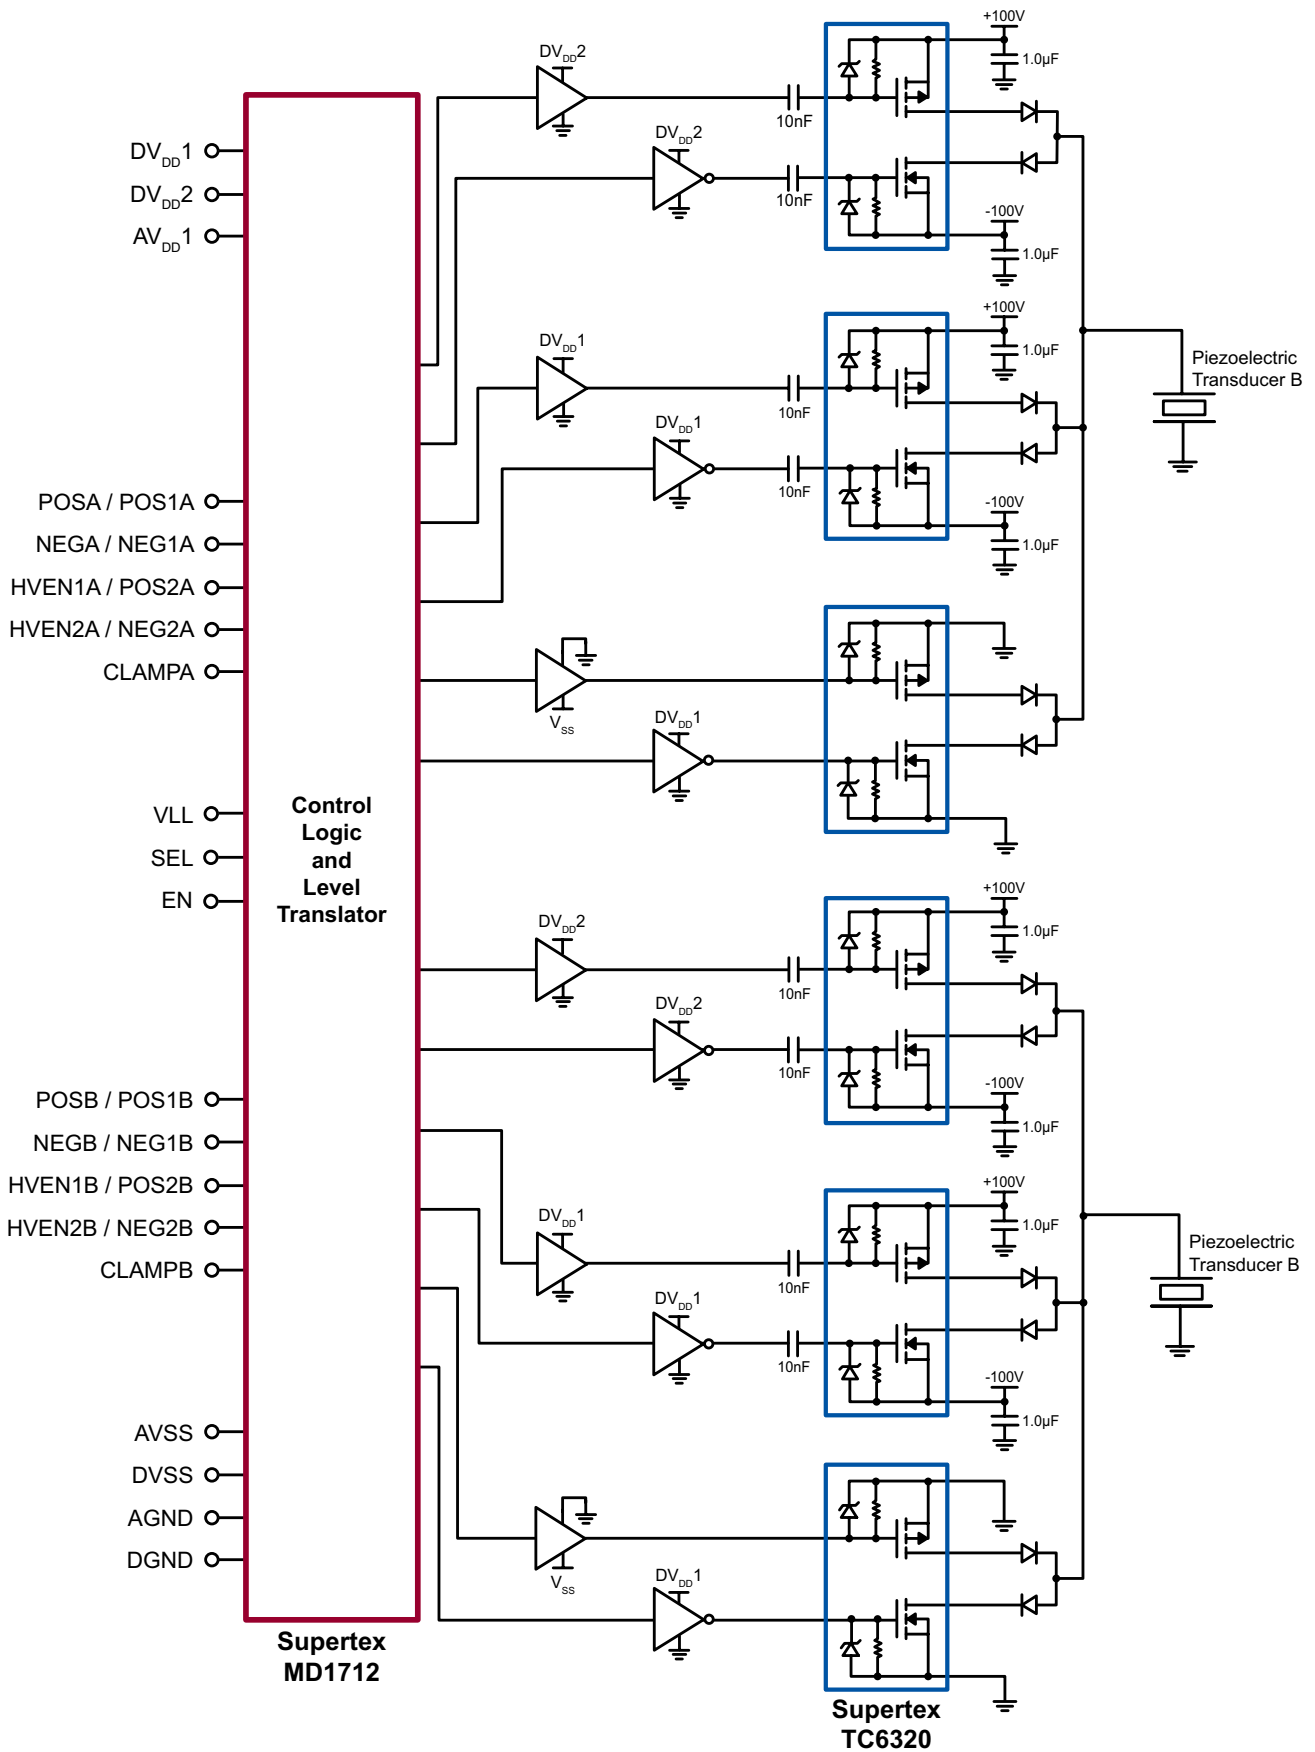 DVDD1
DVDD2
AVDD1
POSA / POS1A
NEGA / NEG1A
HVEN1A / POS2A
HVEN2A / NEG2A
CLAMPA
VLL
SEL
EN
POSB / POS1B
NEGB / NEG1B
HVEN1B / POS2B
HVEN2B / NEG2B
CLAMPB
AVSS
DVSS
AGND
DGND
Control
Logic
and
Level
Translator
Supertex
MD1712
DVDD2
10nF
+100V
1.0µF
DVDD2
10nF
-100V
1.0µF
DVDD1
10nF
+100V
1.0µF
DVDD1
10nF
-100V
1.0µF
Piezoelectric
Transducer B
VSS
DVDD1
DVDD2
10nF
+100V
1.0µF
DVDD2
10nF
-100V
1.0µF
DVDD1
10nF
+100V
1.0µF
DVDD1
10nF
-100V
1.0µF
Piezoelectric
Transducer B
VSS
DVDD1
Supertex
TC6320